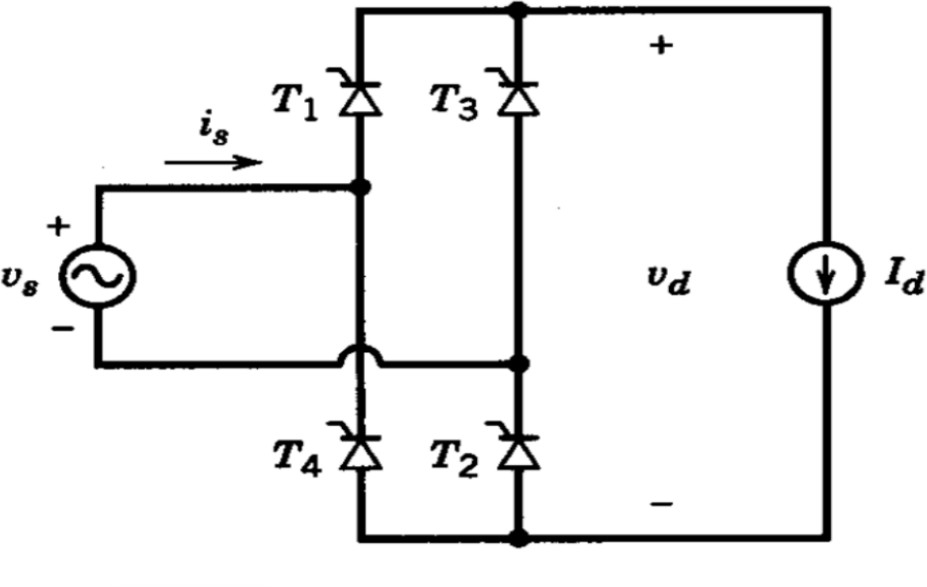 +
T1 T3
is
+
vs vd Id
−
T4 T2
−